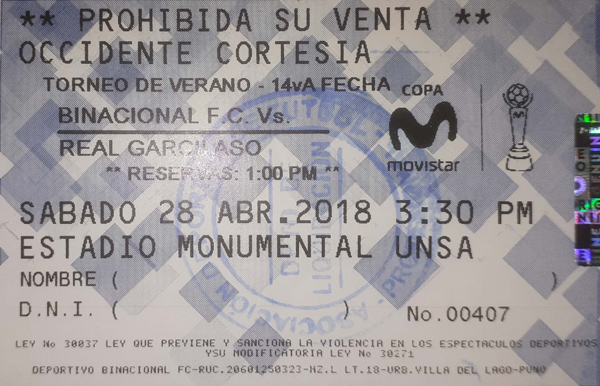 ** PROHIBIDA SU VENTA **
OCCIDENTE CORTESIA
TORNEO DE VERANO - 14vA FECHA
COPA
BINACIONAL F.C. Vs.
movistar
REAL GARCILASO
** RESERVAS: 1:00 PM **
SABADO 28 ABR.2018 3:30 PM
ESTADIO MONUMENTAL UNSA
NOMBRE ( )
D.N.I. ( ) No.00407
LEY No 30037 LEY QUE PREVIENE Y SANCIONA LA VIOLENCIA EN LOS ESPECTACULOS DEPORTIVOS
YSU MODIFICATORIA LEY No 30271
DEPORTIVO BINACIONAL FC-RUC.20601250323-MZ.L LT.18-URB.VILLA DEL LAGO-PUNO
ASOCIACIÓN